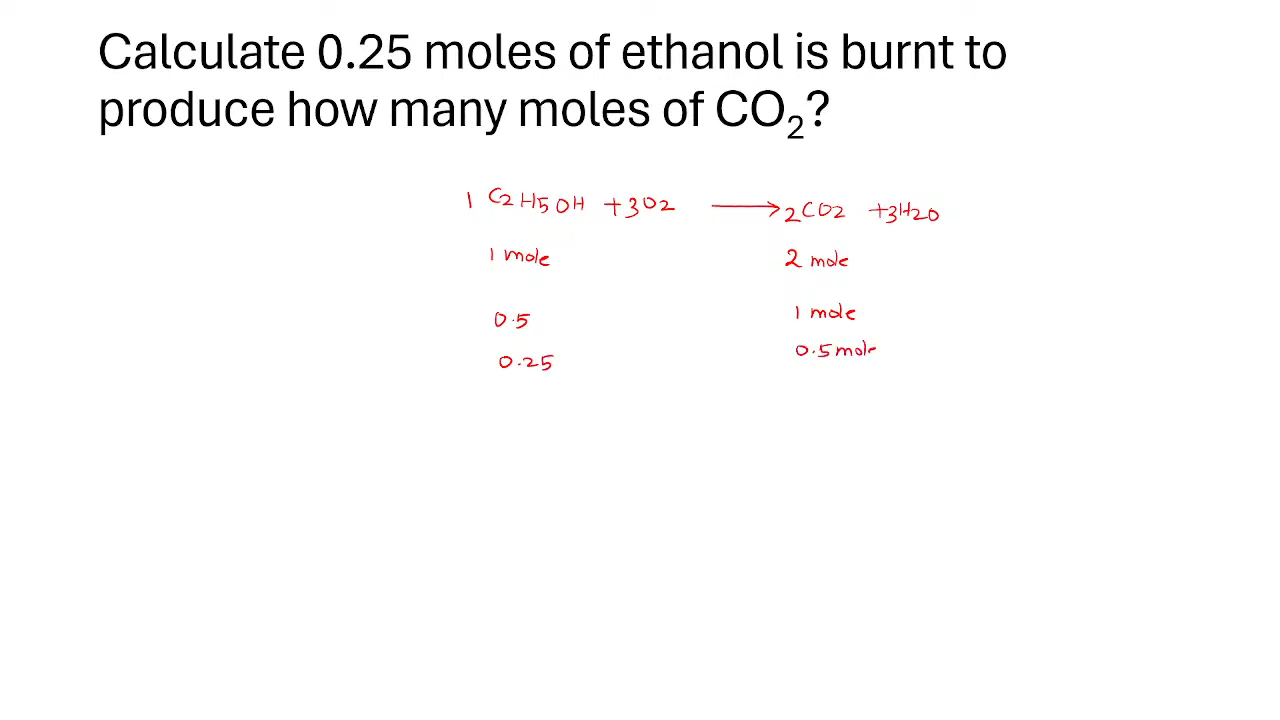 Calculate 0.25 moles of ethanol is burnt to
produce how many moles of CO₂?
1 C2H5OH +3O2 → 2CO2 +3H2O
1 mole 2 mole
0.5 1 mole
0.25 0.5 mole